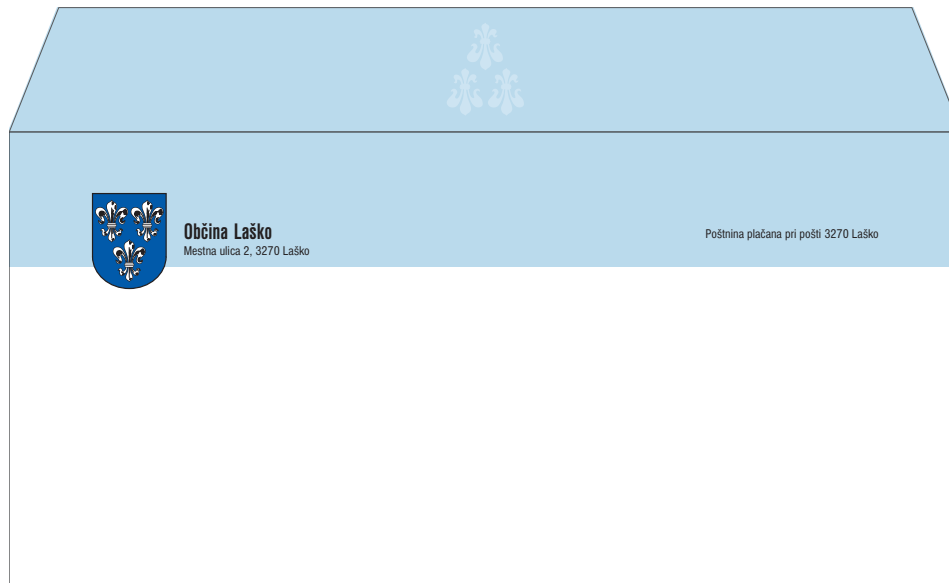 Občina Laško
Mestna ulica 2, 3270 Laško
Poštnina plačana pri pošti 3270 Laško